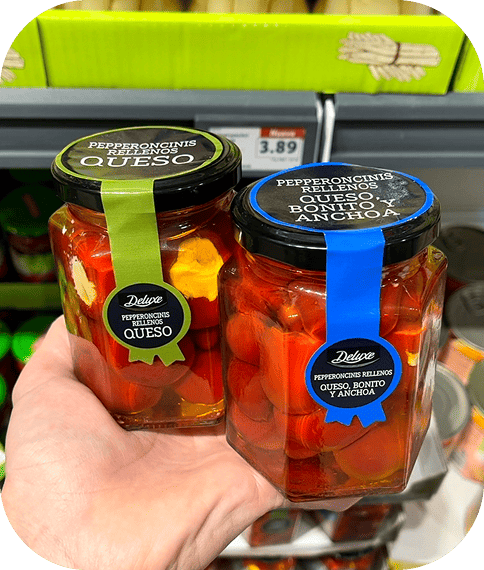 Nuevo
3.89
PEPPERONCINIS
RELLENOS
QUESO
PEPPERONCINIS
RELLENOS
QUESO,
BONITO Y
ANCHOA
Deluxe
PEPPERONCINIS
RELLENOS
QUESO
Deluxe
PEPPERONCINIS RELLENOS
QUESO, BONITO
Y ANCHOA